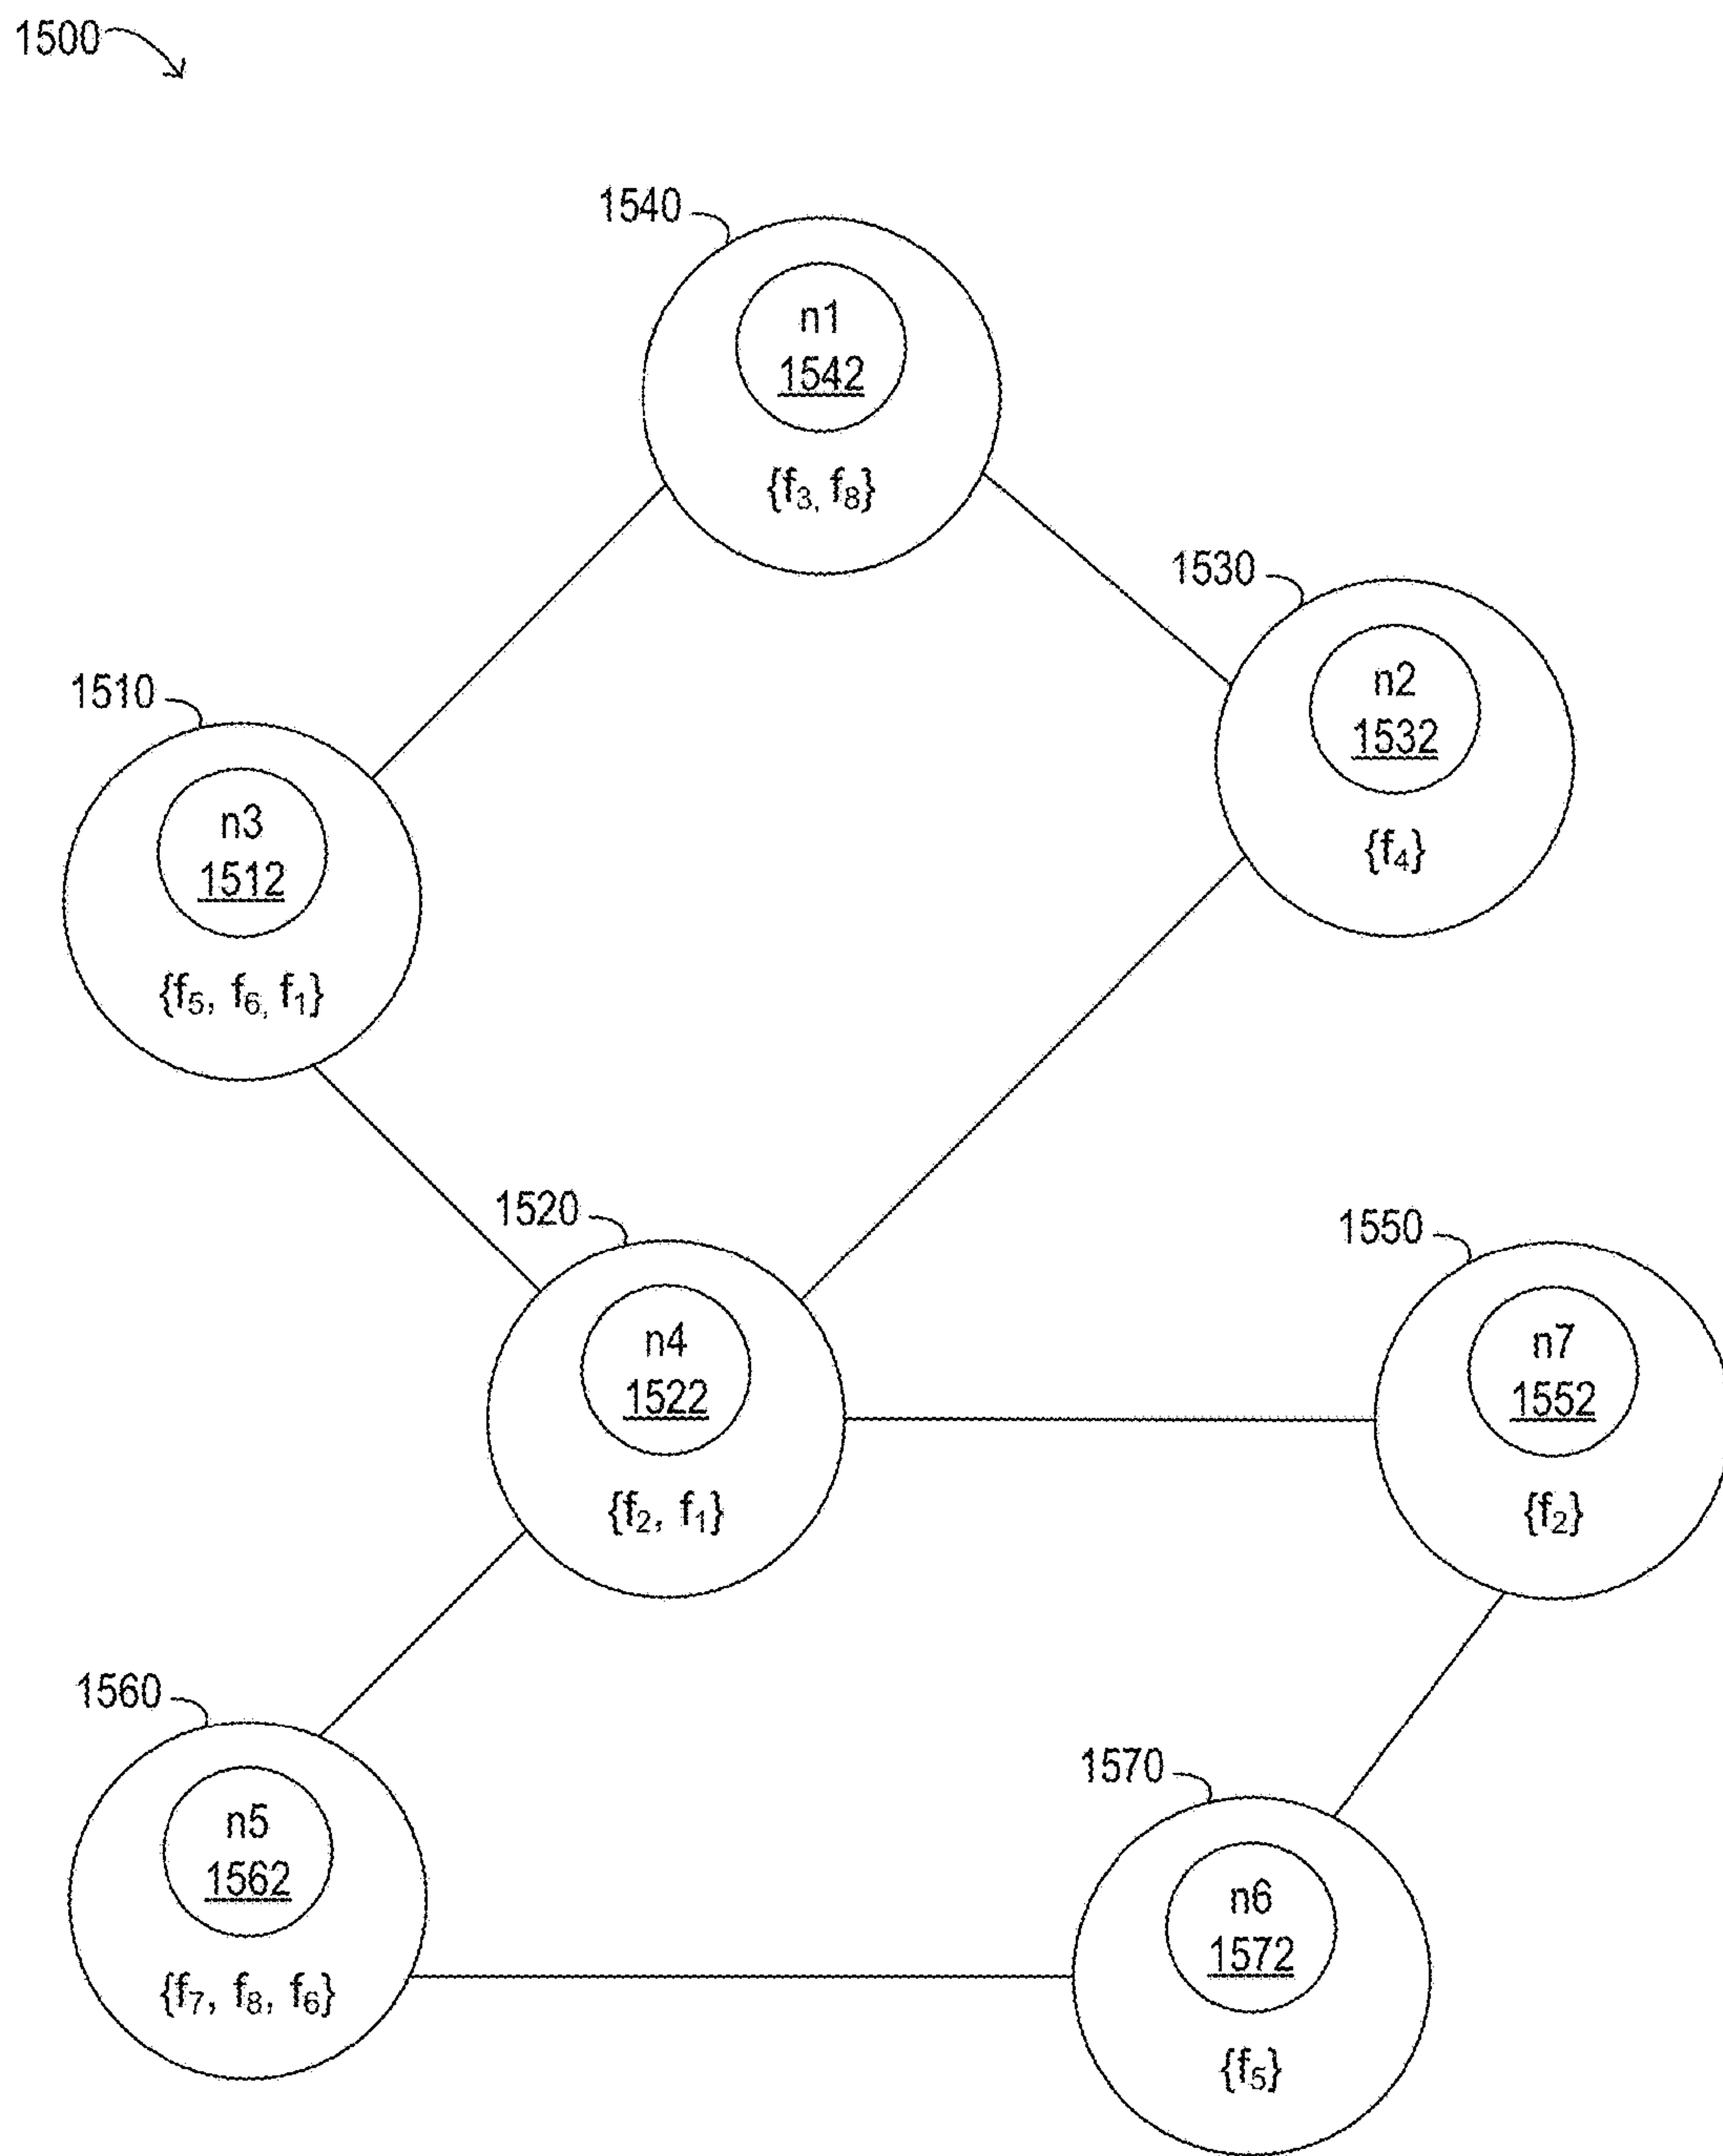 1500
1540
n1
1542
{f₃, f₈}
1530
n2
1532
{f₄}
1510
n3
1512
{f₅, f₆, f₁}
1520
n4
1522
{f₂, f₁}
1550
n7
1552
{f₂}
1560
n5
1562
{f₇, f₈, f₆}
1570
n6
1572
{f₅}